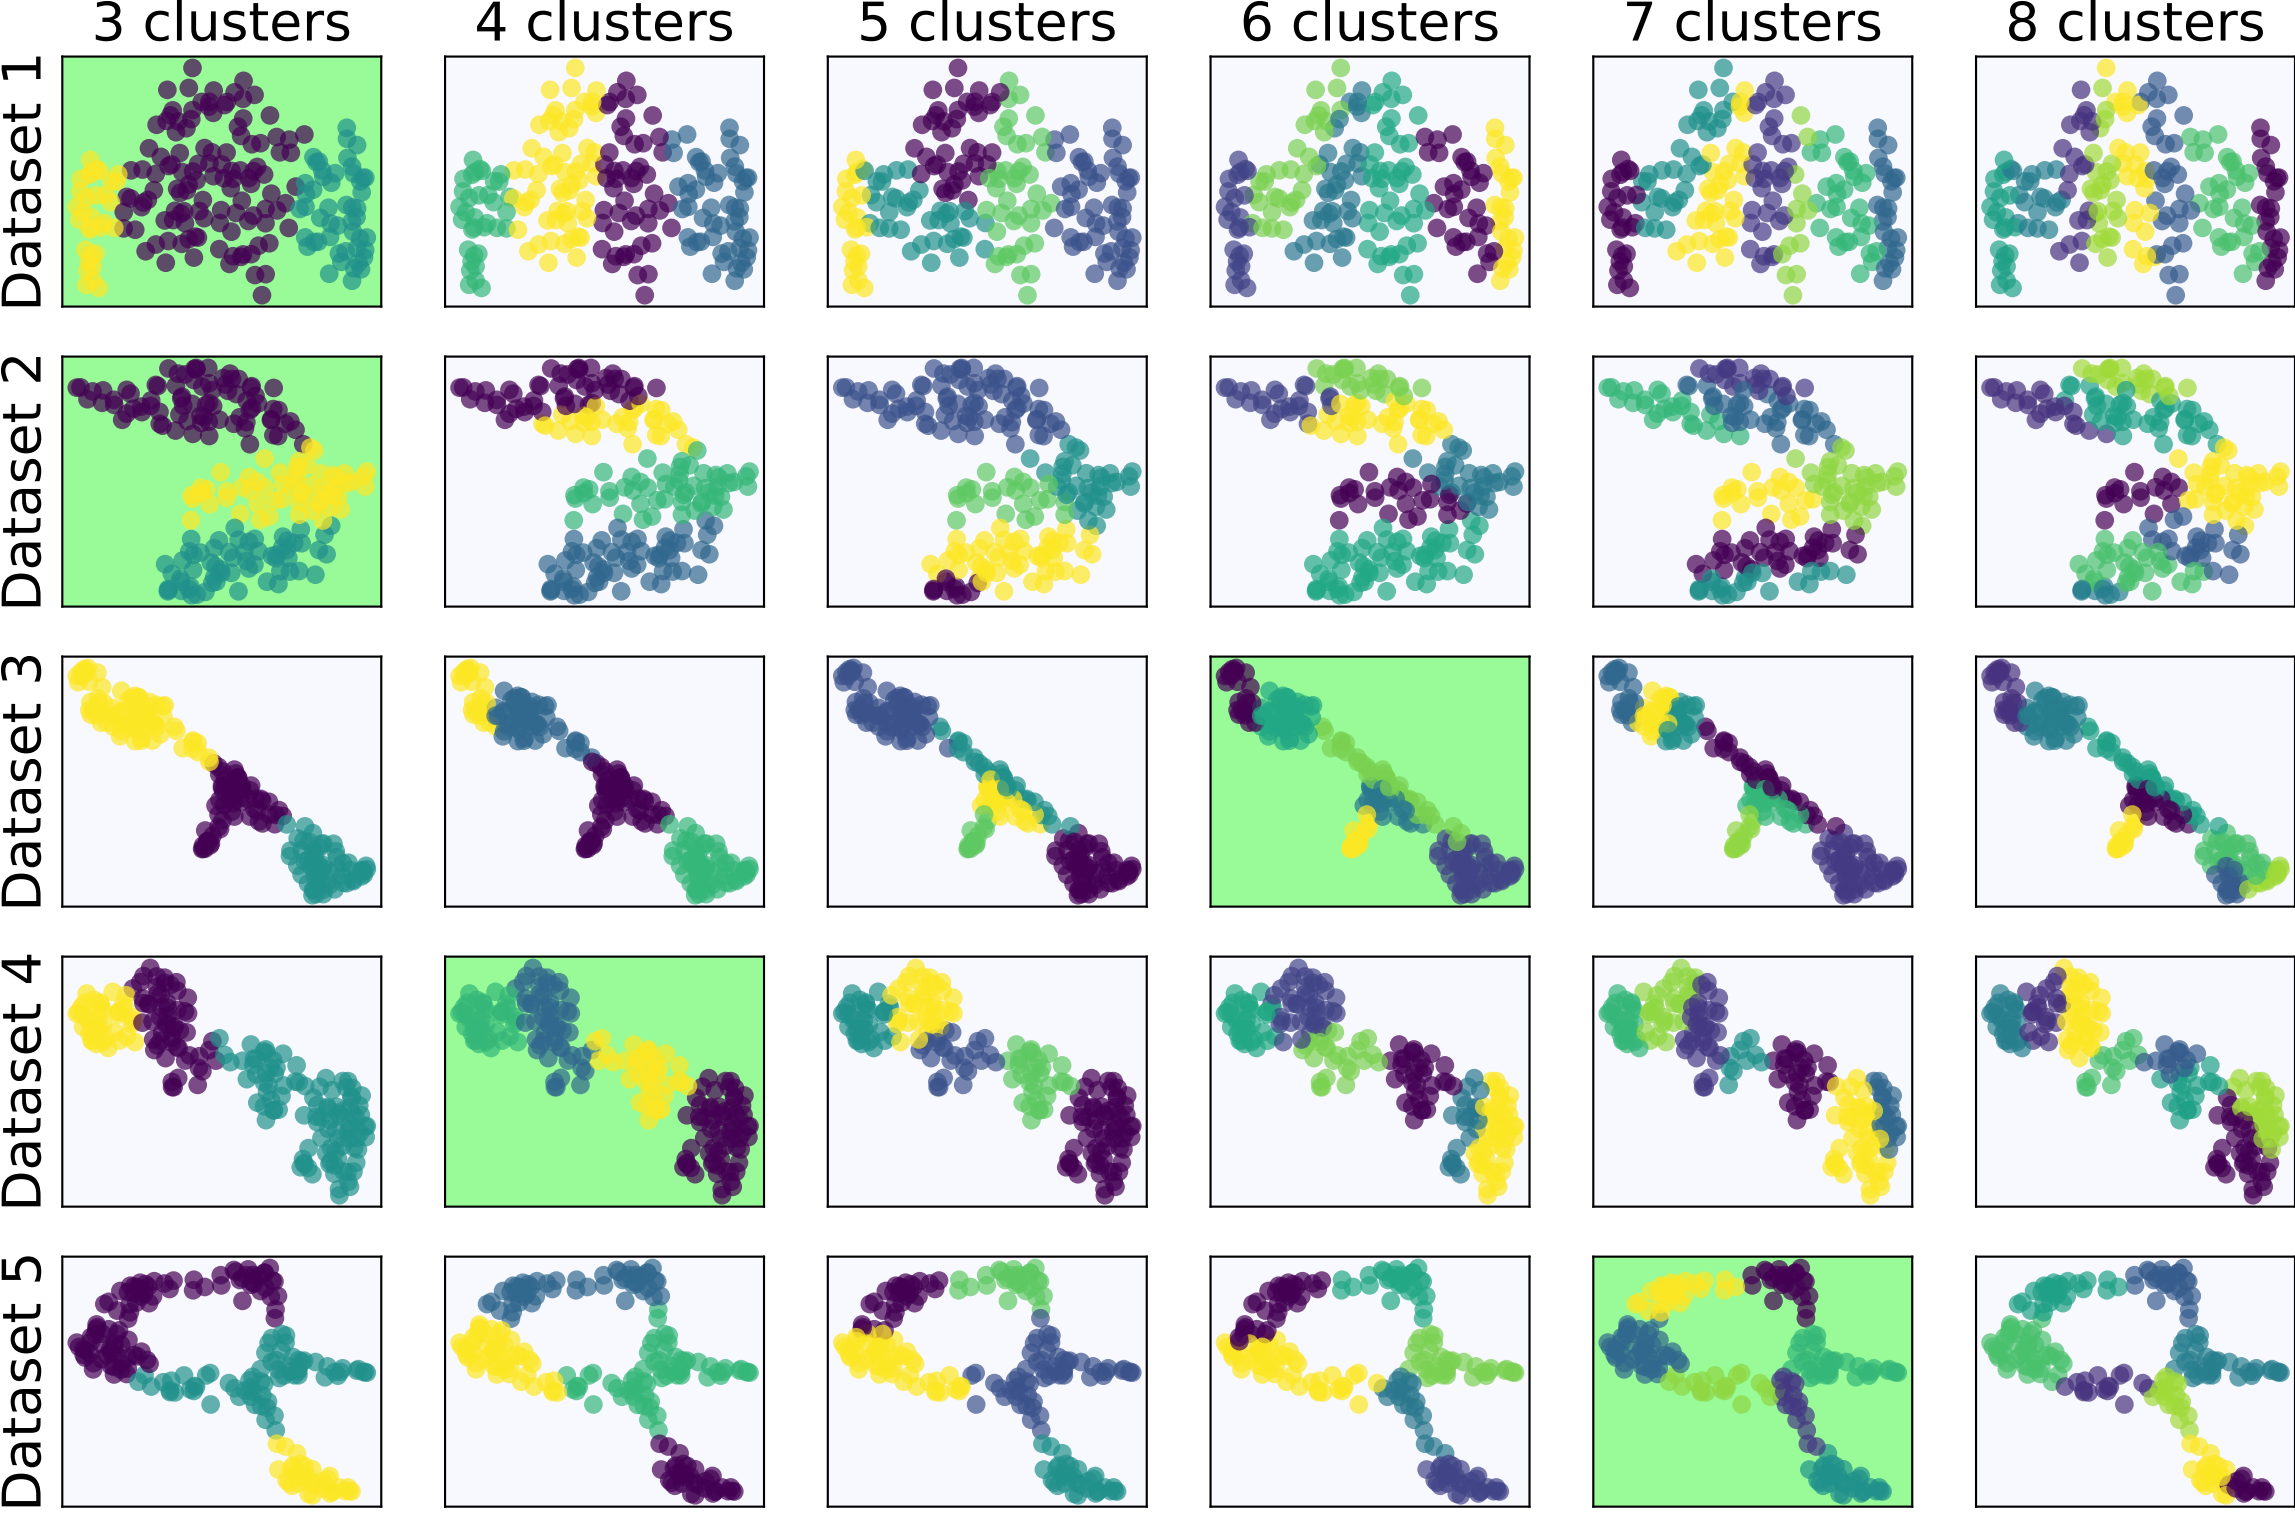 3 clusters
4 clusters
5 clusters
6 clusters
7 clusters
8 clusters
Dataset 1
Dataset 2
Dataset 3
Dataset 4
Dataset 5